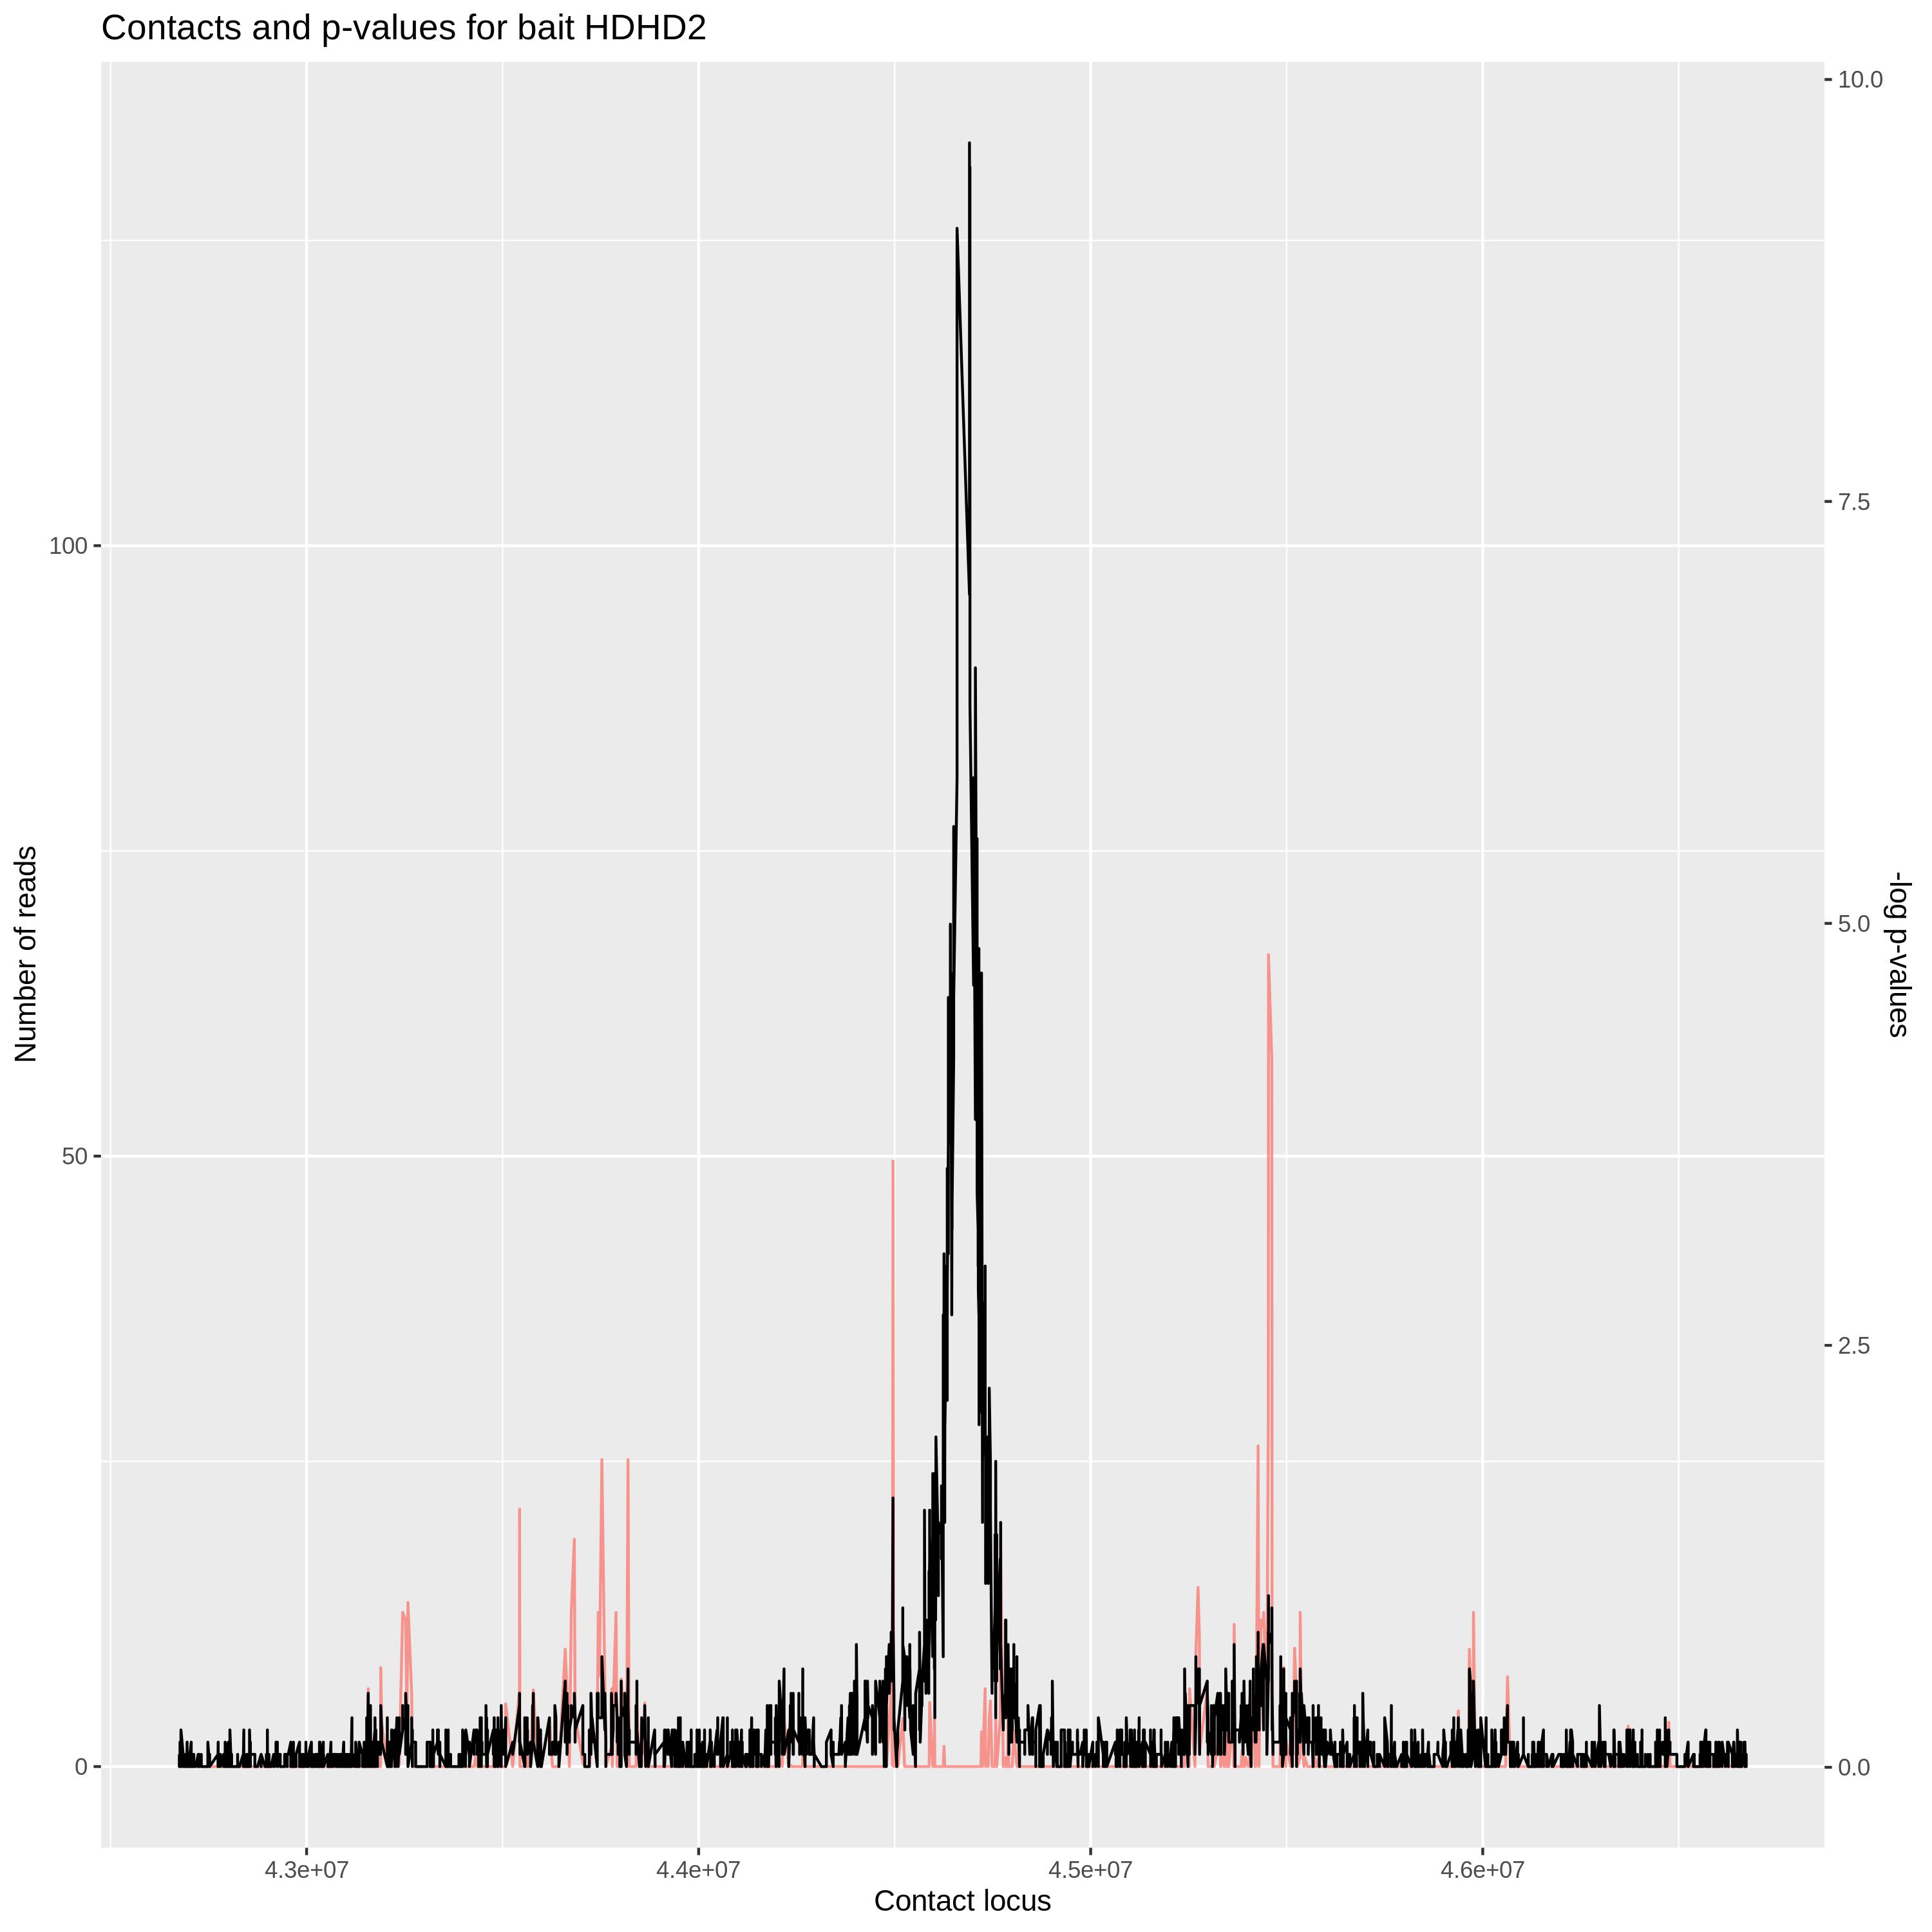 Contacts and p-values for bait HDHD2
Number of reads
100
50
0
10.0
7.5
5.0
2.5
0.0
-log p-values
4.3e+07
4.4e+07
4.5e+07
4.6e+07
Contact locus